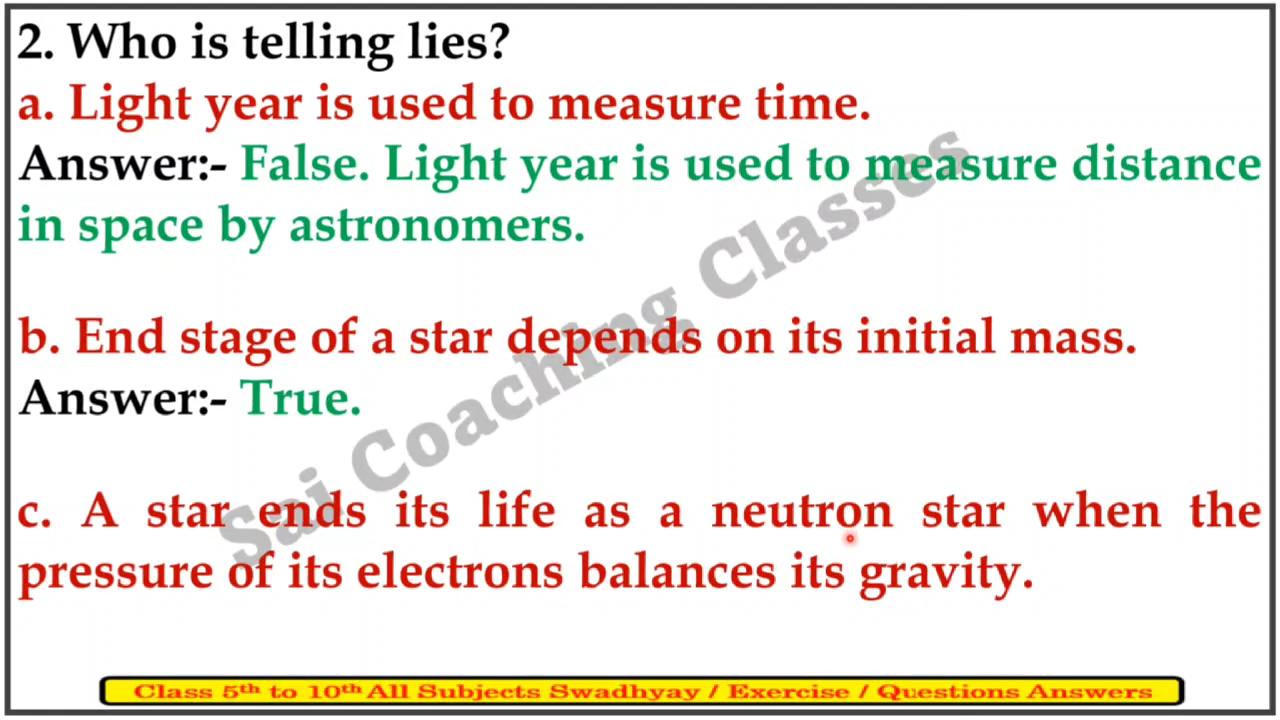 2. Who is telling lies?
a. Light year is used to measure time.
Answer:- False. Light year is used to measure distance
in space by astronomers.
b. End stage of a star depends on its initial mass.
Answer:- True.
c. A star ends its life as a neutron star when the
pressure of its electrons balances its gravity.
Sai Coaching Classes
Class 5th to 10th All Subjects Swadhyay / Exercise / Questions Answers